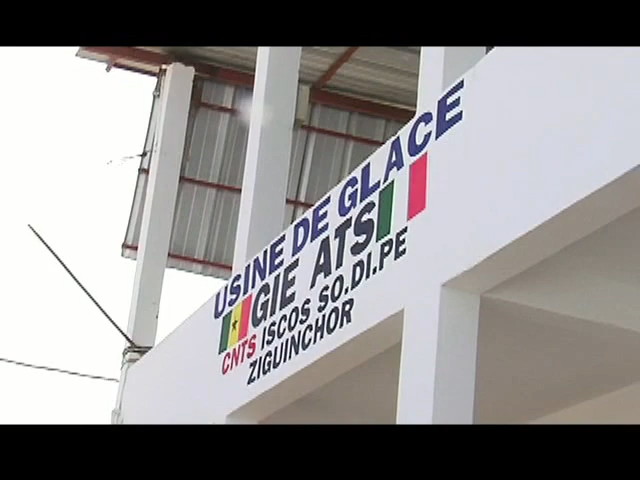 USINE DE GLACE
GIE ATS
CNTS ISCOS SO.DI.PE
ZIGUINCHOR